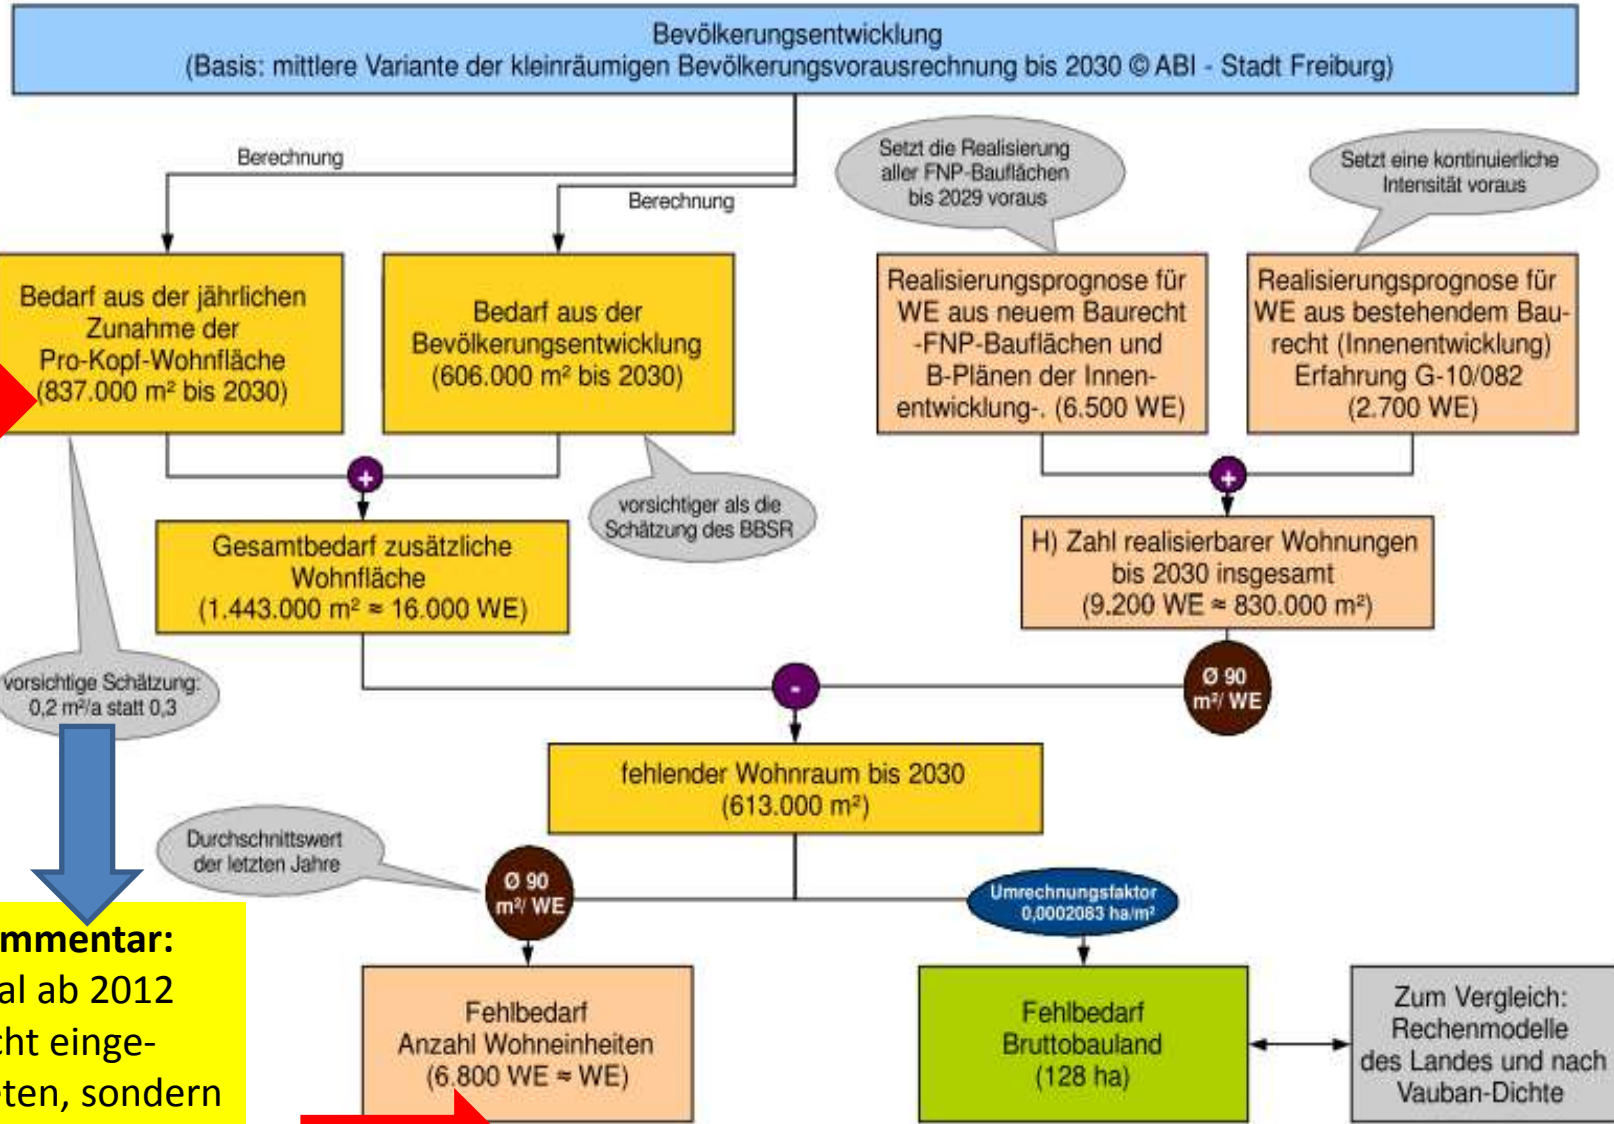 Bevölkerungsentwicklung
(Basis: mittlere Variante der kleinräumigen Bevölkerungsvorausrechnung bis 2030 © ABI - Stadt Freiburg)
Berechnung
Berechnung
Setzt die Realisierung
aller FNP-Bauflächen
bis 2029 voraus
Setzt eine kontinuierliche
Intensität voraus
Bedarf aus der jährlichen
Zunahme der
Pro-Kopf-Wohnfläche
(837.000 m² bis 2030)
Bedarf aus der
Bevölkerungsentwicklung
(606.000 m² bis 2030)
Realisierungsprognose für
WE aus neuem Baurecht
-FNP-Bauflächen und
B-Plänen der Innen-
entwicklung-. (6.500 WE)
Realisierungsprognose für
WE aus bestehendem Bau-
recht (Innenentwicklung)
Erfahrung G-10/082
(2.700 WE)
+
+
vorsichtiger als die
Schätzung des BBSR
Gesamtbedarf zusätzliche
Wohnfläche
(1.443.000 m² ≈ 16.000 WE)
H) Zahl realisierbarer Wohnungen
bis 2030 insgesamt
(9.200 WE ≈ 830.000 m²)
vorsichtige Schätzung:
0,2 m²/a statt 0,3
-
Ø 90
m²/ WE
fehlender Wohnraum bis 2030
(613.000 m²)
Durchschnittswert
der letzten Jahre
Ø 90
m²/ WE
Umrechnungsfaktor
0,0002083 ha/m²
mmentar:
al ab 2012
cht einge-
eten, sondern
Fehlbedarf
Anzahl Wohneinheiten
(6.800 WE ≈ WE)
Fehlbedarf
Bruttobauland
(128 ha)
Zum Vergleich:
Rechenmodelle
des Landes und nach
Vauban-Dichte